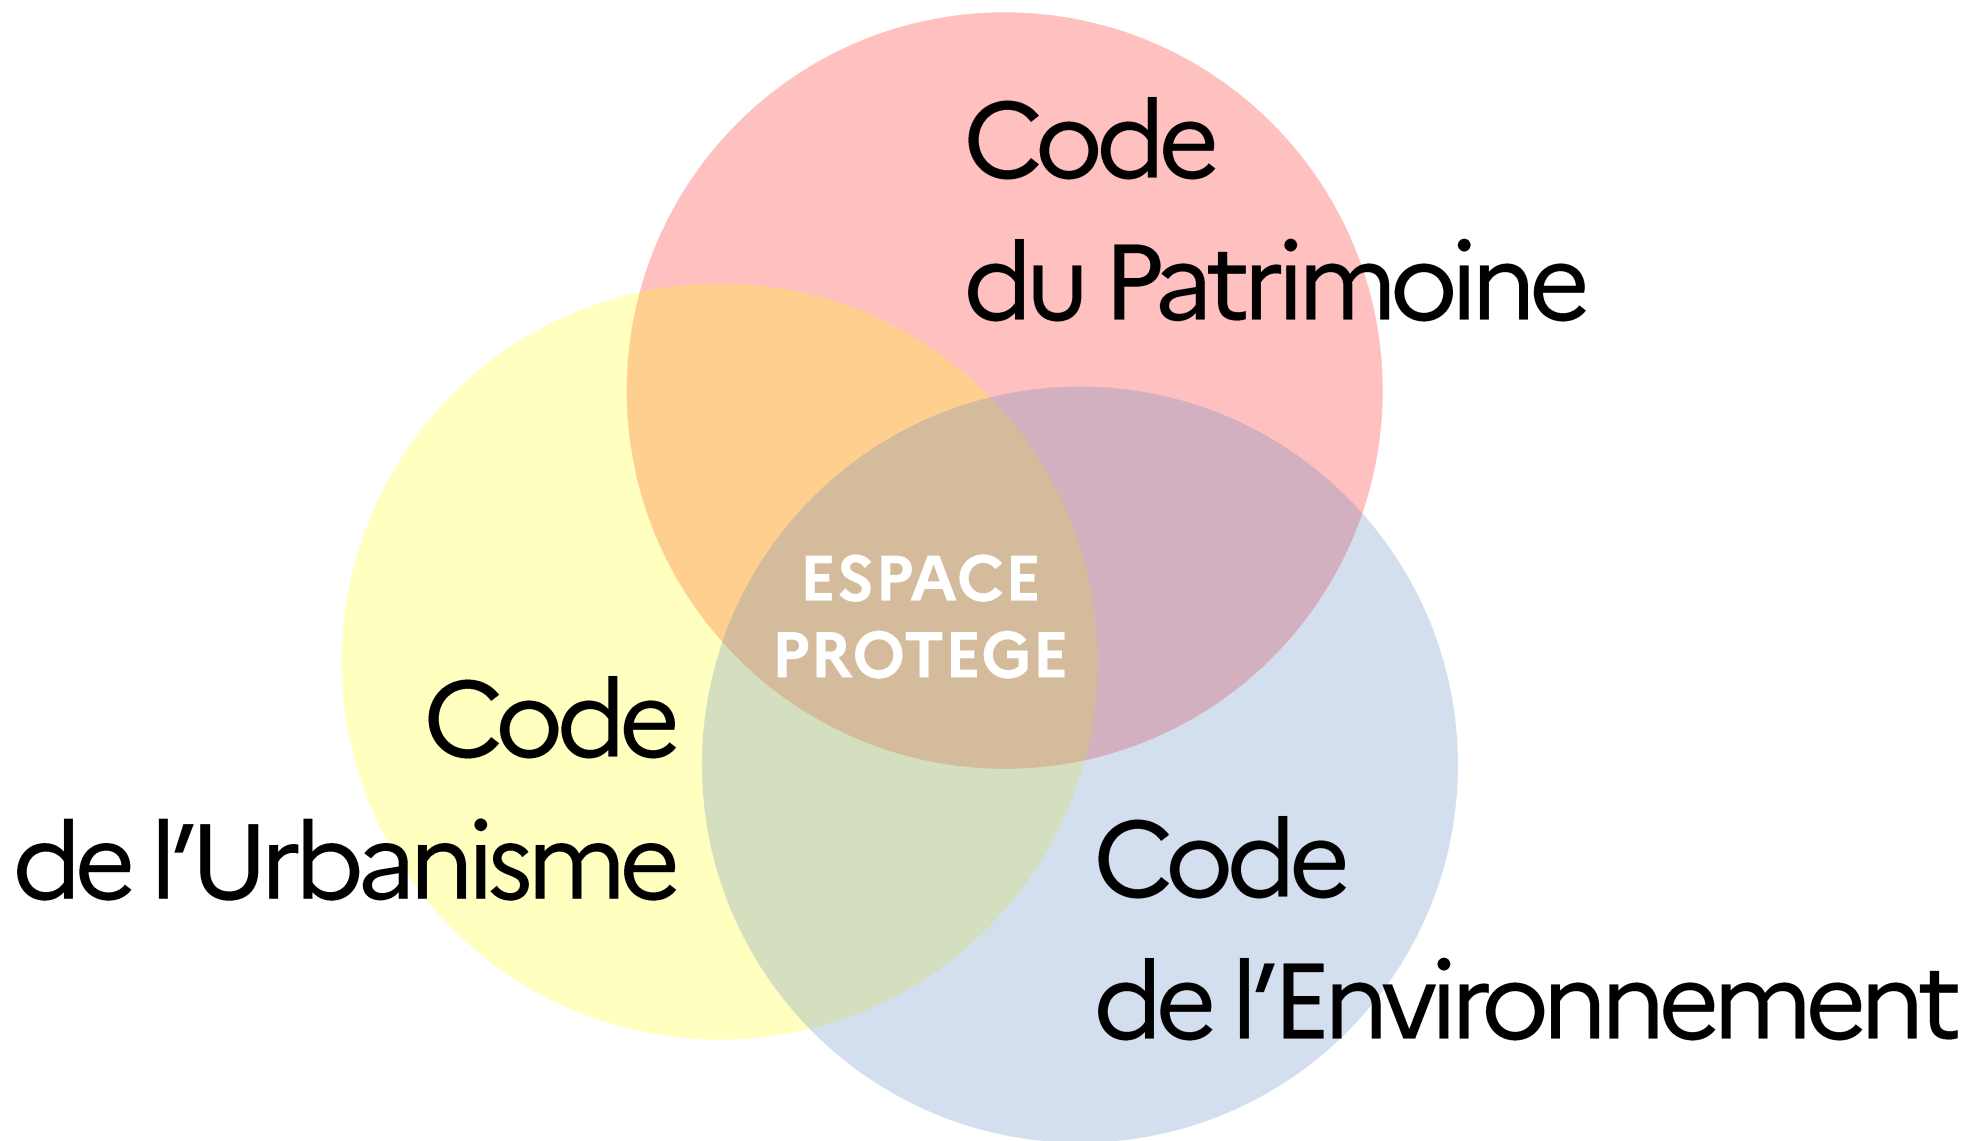 Code
du Patrimoine
ESPACE
PROTEGE
Code
de l’Urbanisme
Code
de l’Environnement